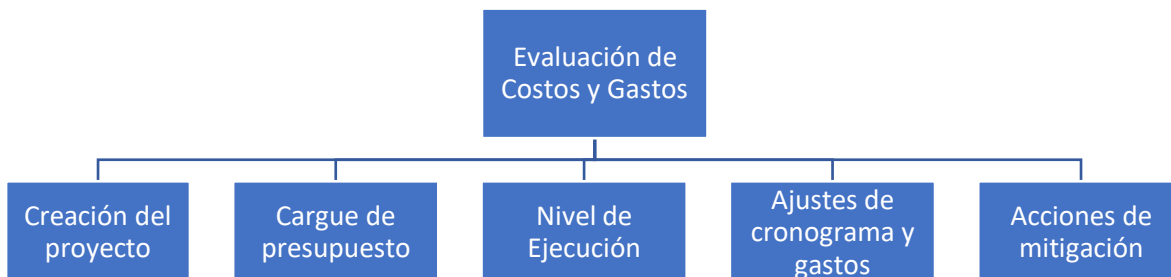 Evaluación de
Costos y Gastos
Creación del
proyecto
Cargue de
presupuesto
Nivel de
Ejecución
Ajustes de
cronograma y
gastos
Acciones de
mitigación